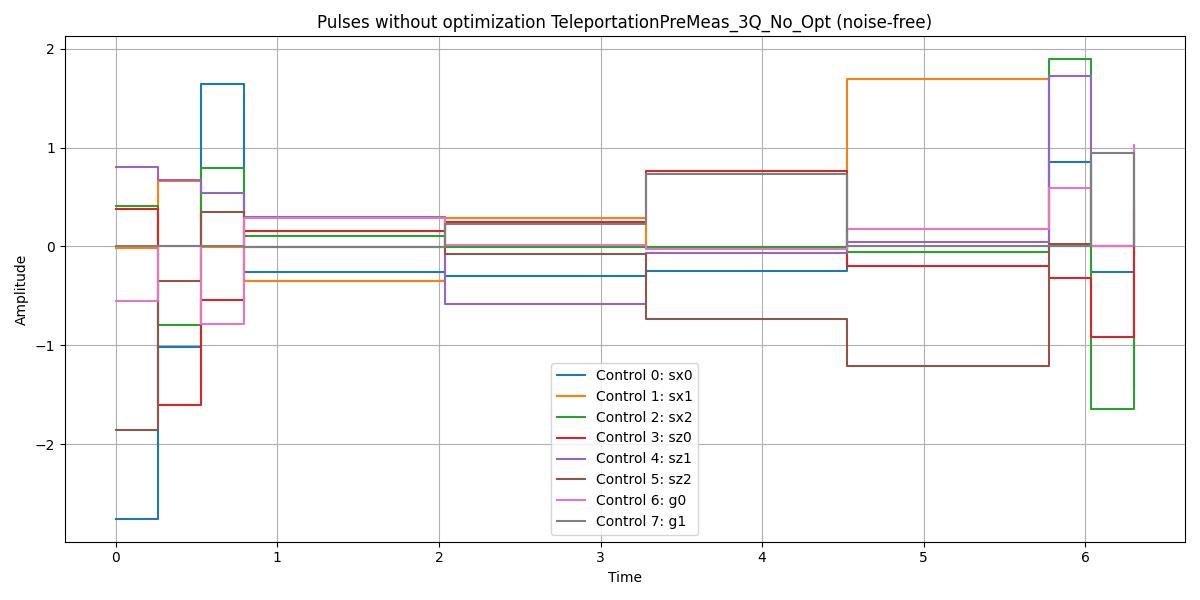 Pulses without optimization TeleportationPreMeas_3Q_No_Opt (noise-free)
2
1
0
−1
−2
Amplitude
Control 0: sx0
Control 1: sx1
Control 2: sx2
Control 3: sz0
Control 4: sz1
Control 5: sz2
Control 6: g0
Control 7: g1
0 1 2 3 4 5 6
Time